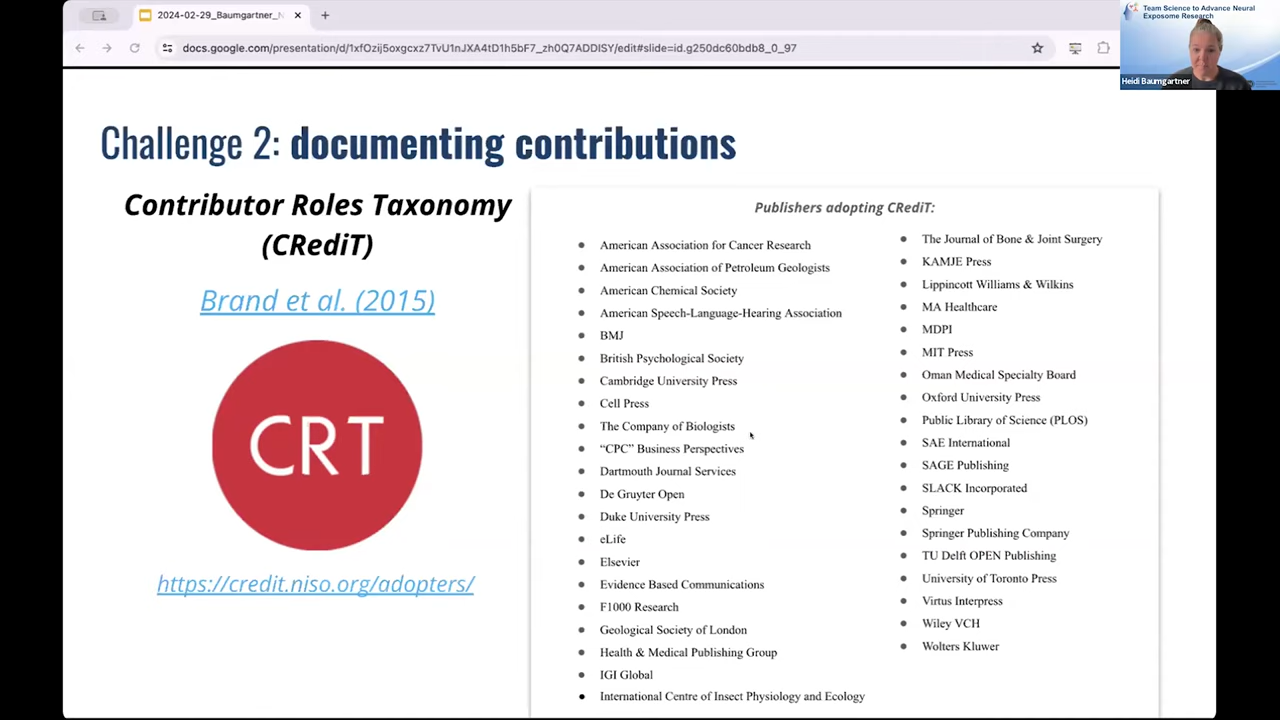 2024-02-29_Baumgartner_N
docs.google.com/presentation/d/1xfOzij5oxgcxz7TvU1nJXA4tD1h5bF7_zh0Q7ADDISY/edit#slide=id.g250dc60bdb8_0_97
Team Science to Advance Neural
Exposome Research
Heidi Baumgartner
Challenge 2: documenting contributions
Contributor Roles Taxonomy
(CRediT)
Brand et al. (2015)
CRT
https://credit.niso.org/adopters/
Publishers adopting CRediT:
American Association for Cancer Research
American Association of Petroleum Geologists
American Chemical Society
American Speech-Language-Hearing Association
BMJ
British Psychological Society
Cambridge University Press
Cell Press
The Company of Biologists
“CPC” Business Perspectives
Dartmouth Journal Services
De Gruyter Open
Duke University Press
eLife
Elsevier
Evidence Based Communications
F1000 Research
Geological Society of London
Health & Medical Publishing Group
IGI Global
International Centre of Insect Physiology and Ecology
The Journal of Bone & Joint Surgery
KAMJE Press
Lippincott Williams & Wilkins
MA Healthcare
MDPI
MIT Press
Oman Medical Specialty Board
Oxford University Press
Public Library of Science (PLOS)
SAE International
SAGE Publishing
SLACK Incorporated
Springer
Springer Publishing Company
TU Delft OPEN Publishing
University of Toronto Press
Virtus Interpress
Wiley VCH
Wolters Kluwer